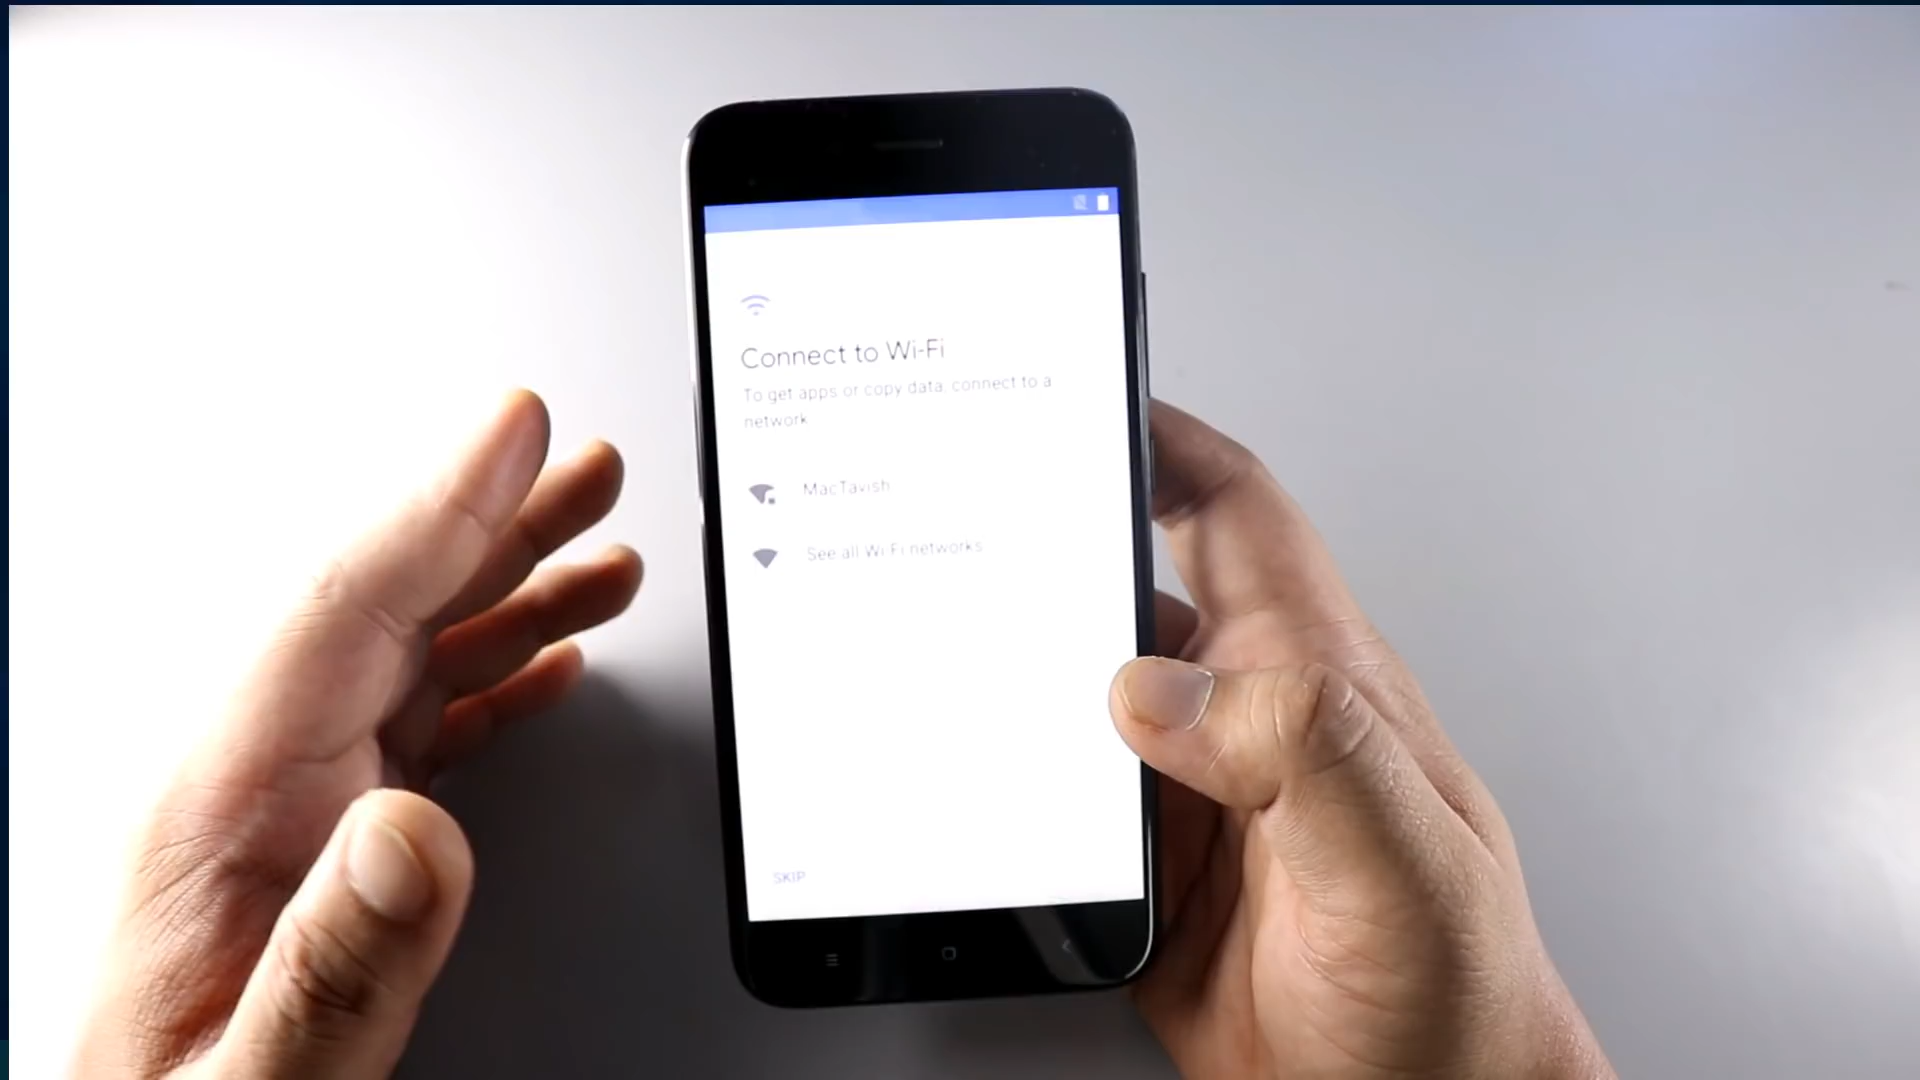 Connect to Wi-Fi
To get apps or copy data, connect to a
network
MacTavish
See all Wi-Fi networks
SKIP